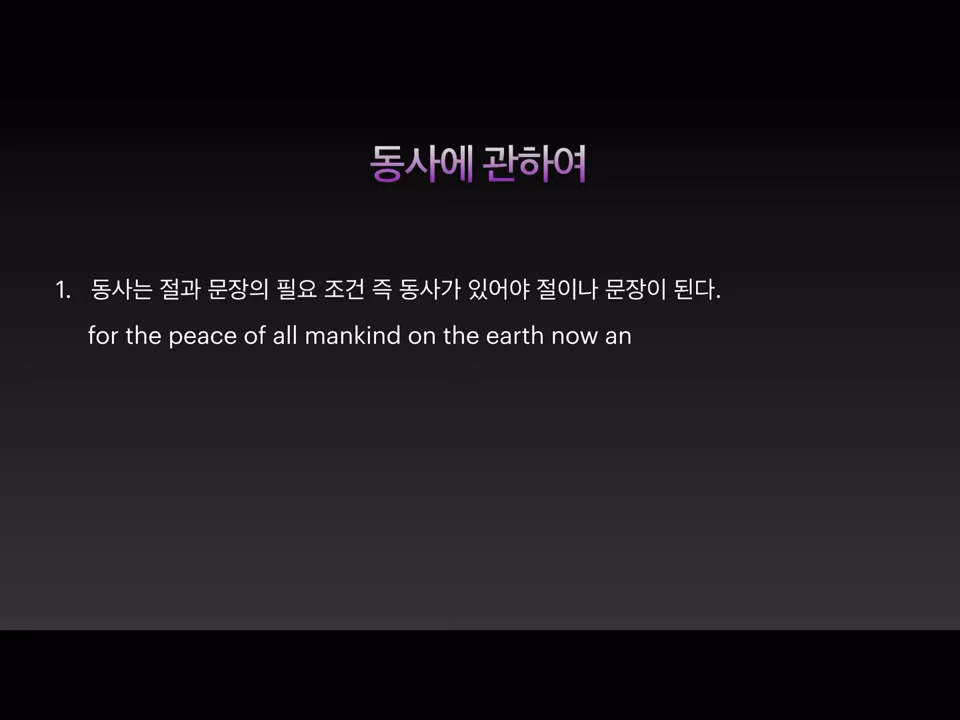 동사에 관하여
1. 동사는 절과 문장의 필요 조건 즉 동사가 있어야 절이나 문장이 된다.
for the peace of all mankind on the earth now an